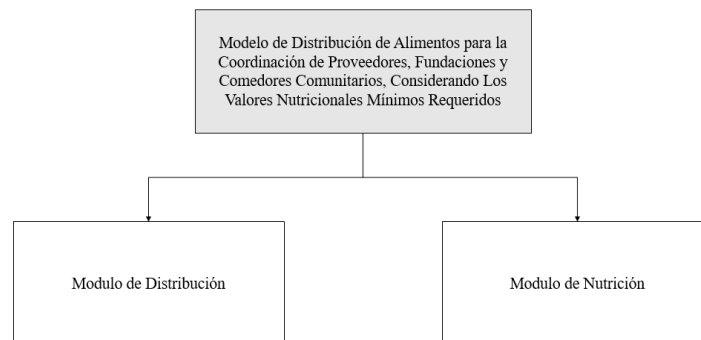 Modelo de Distribución de Alimentos para la
Coordinación de Proveedores, Fundaciones y
Comedores Comunitarios, Considerando Los
Valores Nutricionales Mínimos Requeridos
Modulo de Distribución
Modulo de Nutrición